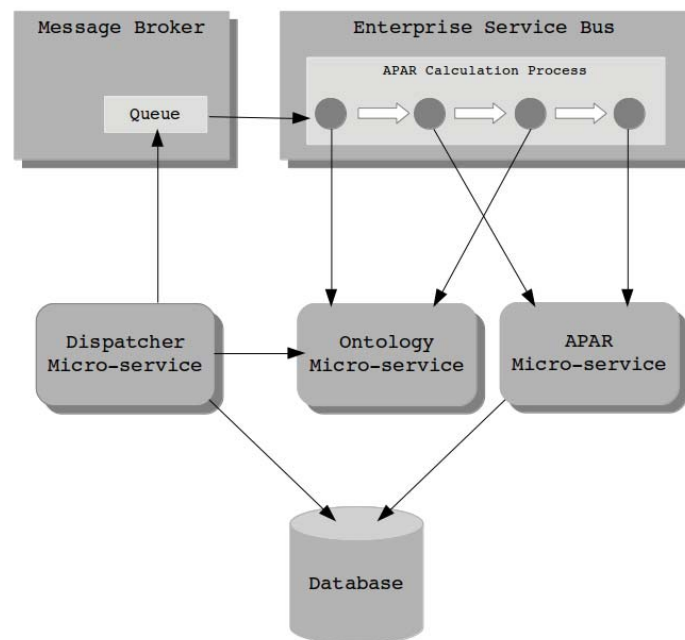 Message Broker
Enterprise Service Bus
APAR Calculation Process
Queue
Dispatcher
Micro-service
Ontology
Micro-service
APAR
Micro-service
Database